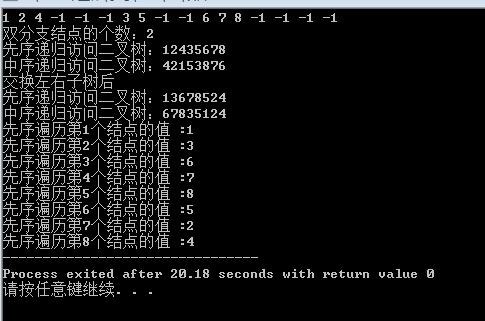 1 2 4 -1 -1 -1 3 5 -1 -1 6 7 8 -1 -1 -1 -1
双分支结点的个数：2
先序递归访问二叉树：12435678
中序递归访问二叉树：42153876
交换左右子树后
先序递归访问二叉树：13678524
中序递归访问二叉树：67835124
先序遍历第1个结点的值 :1
先序遍历第2个结点的值 :3
先序遍历第3个结点的值 :6
先序遍历第4个结点的值 :7
先序遍历第5个结点的值 :8
先序遍历第6个结点的值 :5
先序遍历第7个结点的值 :2
先序遍历第8个结点的值 :4
--------------------------------
Process exited after 20.18 seconds with return value 0
请按任意键继续. . .